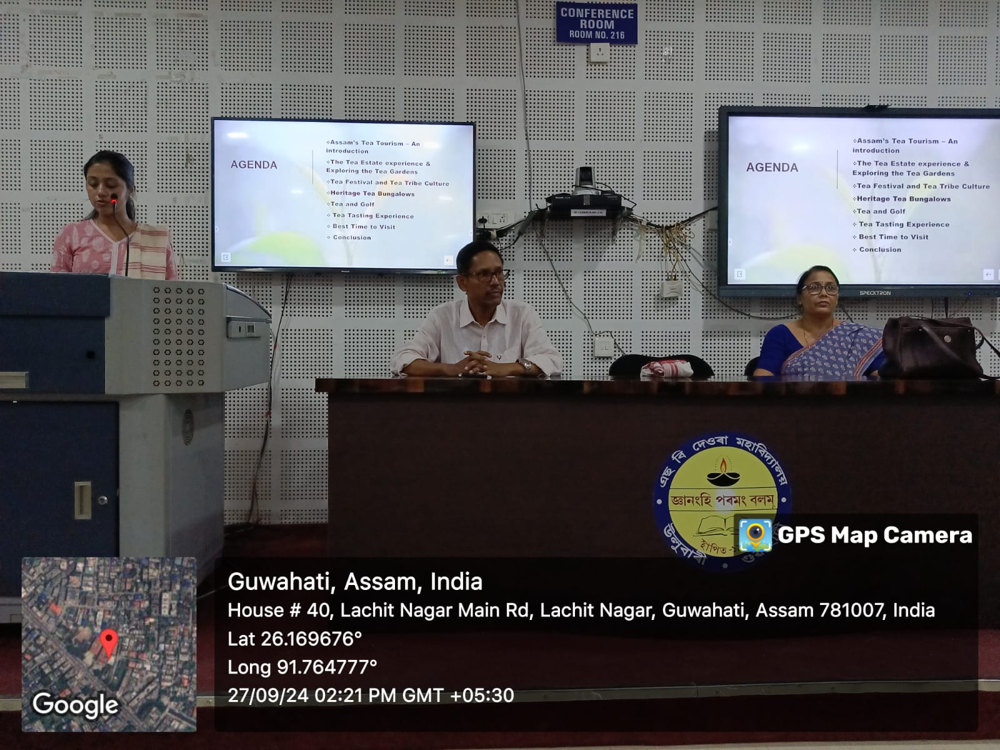 CONFERENCE
ROOM
ROOM NO. 216
AGENDA
Assam's Tea Tourism – An
introduction
The Tea Estate experience &
Exploring the Tea Gardens
Tea Festival and Tea Tribe Culture
Heritage Tea Bungalows
Tea and Golf
Tea Tasting Experience
Best Time to Visit
Conclusion
AGENDA
Assam's Tea Tourism – An
introduction
The Tea Estate experience &
Exploring the Tea Gardens
Tea Festival and Tea Tribe Culture
Heritage Tea Bungalows
Tea and Golf
Tea Tasting Experience
Best Time to Visit
Conclusion
SPECKTRON
এছ বি দেওৰা মহাবিদ্যালয়
জ্ঞানংহি পৰমং বলম্
উলুবাৰী
GPS Map Camera
Guwahati, Assam, India
House # 40, Lachit Nagar Main Rd, Lachit Nagar, Guwahati, Assam 781007, India
Lat 26.169676°
Long 91.764777°
27/09/24 02:21 PM GMT +05:30
Google